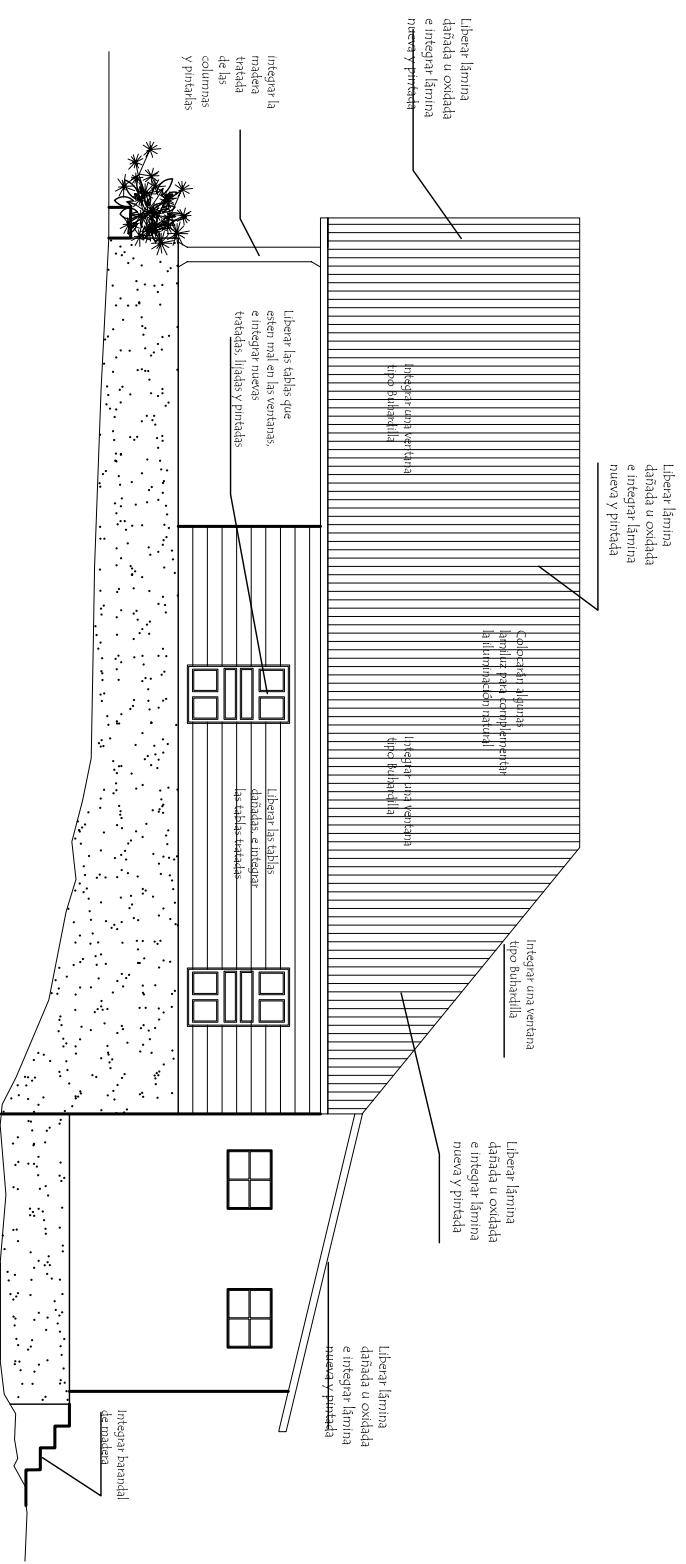 Liberar lámina
dañada u oxidada
e integrar lámina
nueva y pintada
integrar la
madera
tratada
de las
columnas
y pintarlas
Liberar las tablas que
esten mal en las ventanas,
e integrar nuevas
tratadas, lijadas y pintadas
Integrar una ventana
tipo Buhardilla
Liberar lámina
dañada u oxidada
e integrar lámina
nueva y pintada
Colocarán algunas
lamiluz para complementar
la iluminación natural
Integrar una ventana
tipo Buhardilla
Liberar las tablas
dañadas, e integrar
las tablas tratadas
Integrar una ventana
tipo Buhardilla
Liberar lámina
dañada u oxidada
e integrar lámina
nueva y pintada
Liberar lámina
dañada u oxidada
e integrar lámina
nueva y pintada
Integrar barandal
de madera